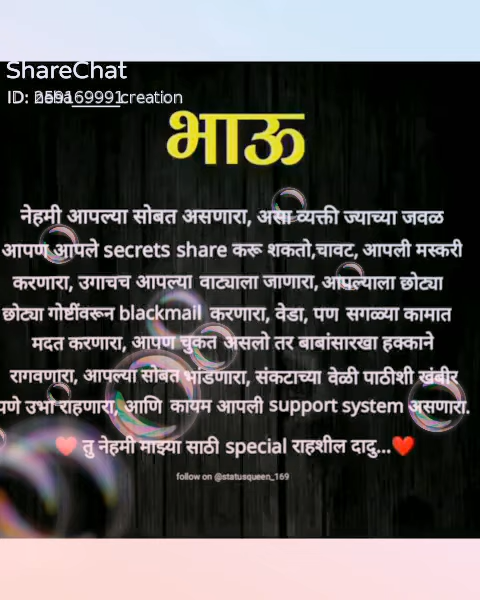 ShareChat
ID:
भाऊ
नेहमी आपल्या सोबत असणारा, असा व्यक्ती ज्याच्या जवळ
आपण आपले secrets share करू शकतो,चावट, आपली मस्करी
करणारा, उगाचच आपल्या वाट्याला जाणारा, आपल्याला छोट्या
छोट्या गोष्टींवरून blackmail करणारा, वेडा, पण सगळ्या कामात
मदत करणारा, आपण चुकत असलो तर बाबांसारखा हक्काने
रागवणारा, आपल्या सोबत भांडणारा, संकटाच्या वेळी पाठीशी खंबीर
पणे उभा राहणारा, आणि कायम आपली support system असणारा.
❤️ तु नेहमी माझ्या साठी special राहशील दादु...❤️
follow on @statusqueen_169